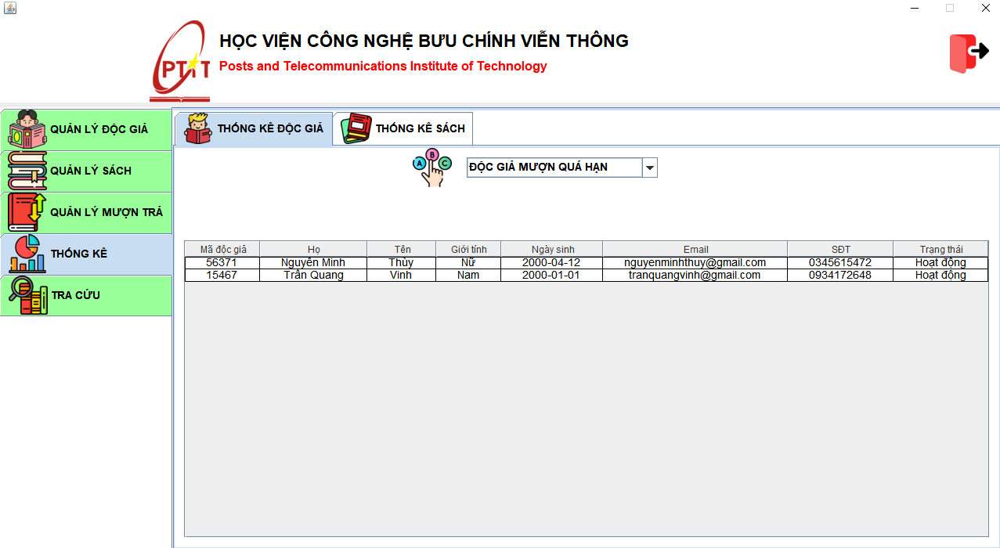 HỌC VIỆN CÔNG NGHỆ BƯU CHÍNH VIỄN THÔNG
PTIT
Posts and Telecommunications Institute of Technology
QUẢN LÝ ĐỘC GIẢ
QUẢN LÝ SÁCH
QUẢN LÝ MƯỢN TRẢ
THỐNG KÊ
TRA CỨU
THỐNG KÊ ĐỘC GIẢ THỐNG KÊ SÁCH
A B C
ĐỘC GIẢ MƯỢN QUÁ HẠN
Mã độc giả Họ Tên Giới tính Ngày sinh Email SĐT Trạng thái
56371 Nguyễn Minh Thùy Nữ 2000-04-12 nguyenminhthuy@gmail.com 0345615472 Hoạt động
15467 Trần Quang Vinh Nam 2000-01-01 tranquangvinh@gmail.com 0934172648 Hoạt động